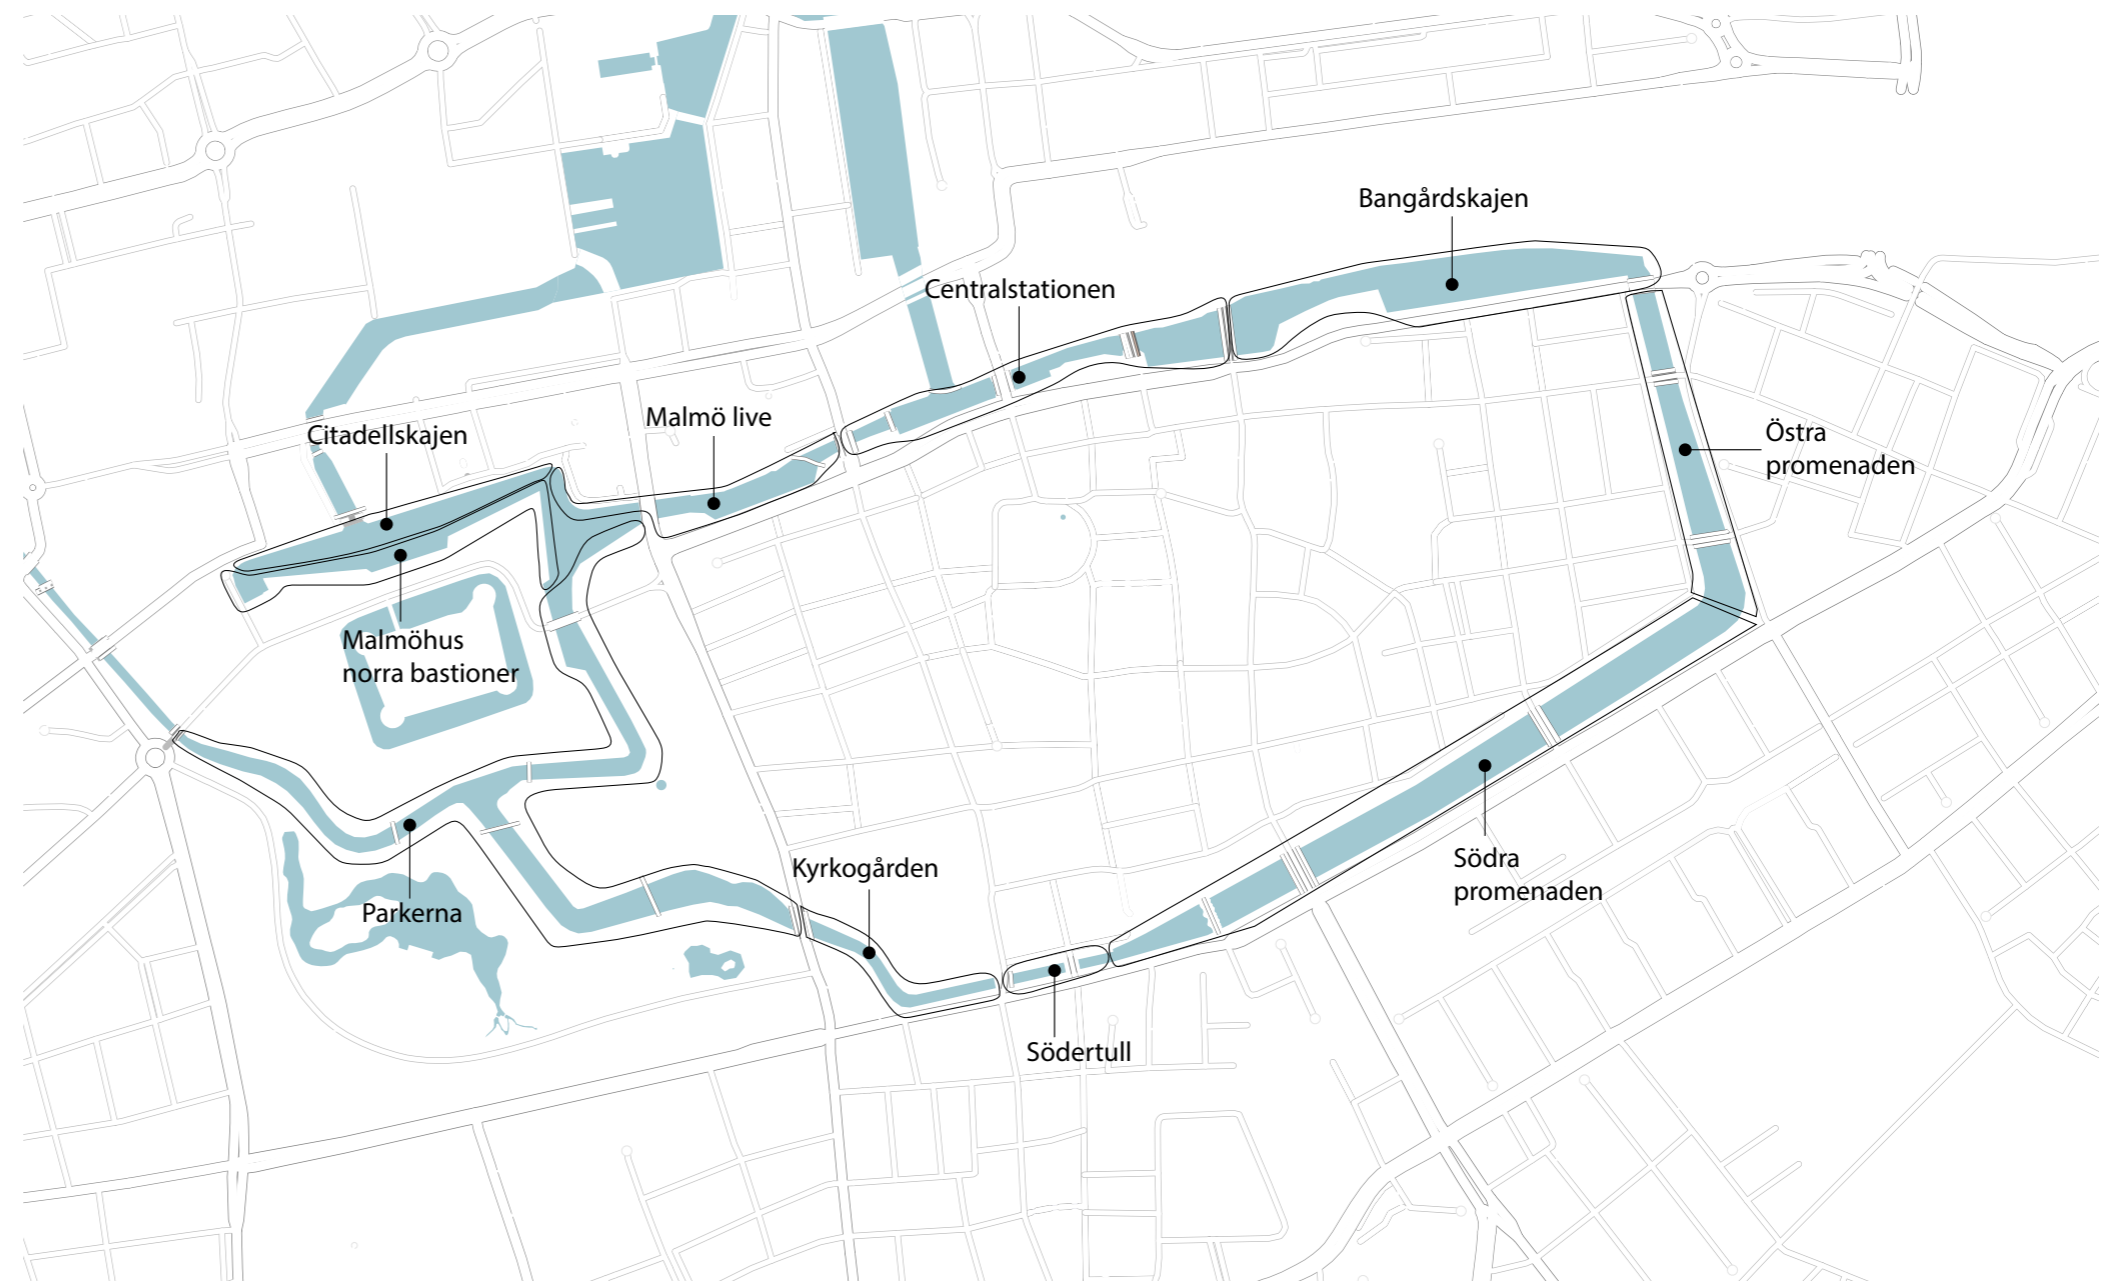 Bangårdskajen
Centralstationen
Malmö live
Citadellskajen
Östra
promenaden
Malmöhus
norra bastioner
Södra
promenaden
Kyrkogården
Parkerna
Södertull